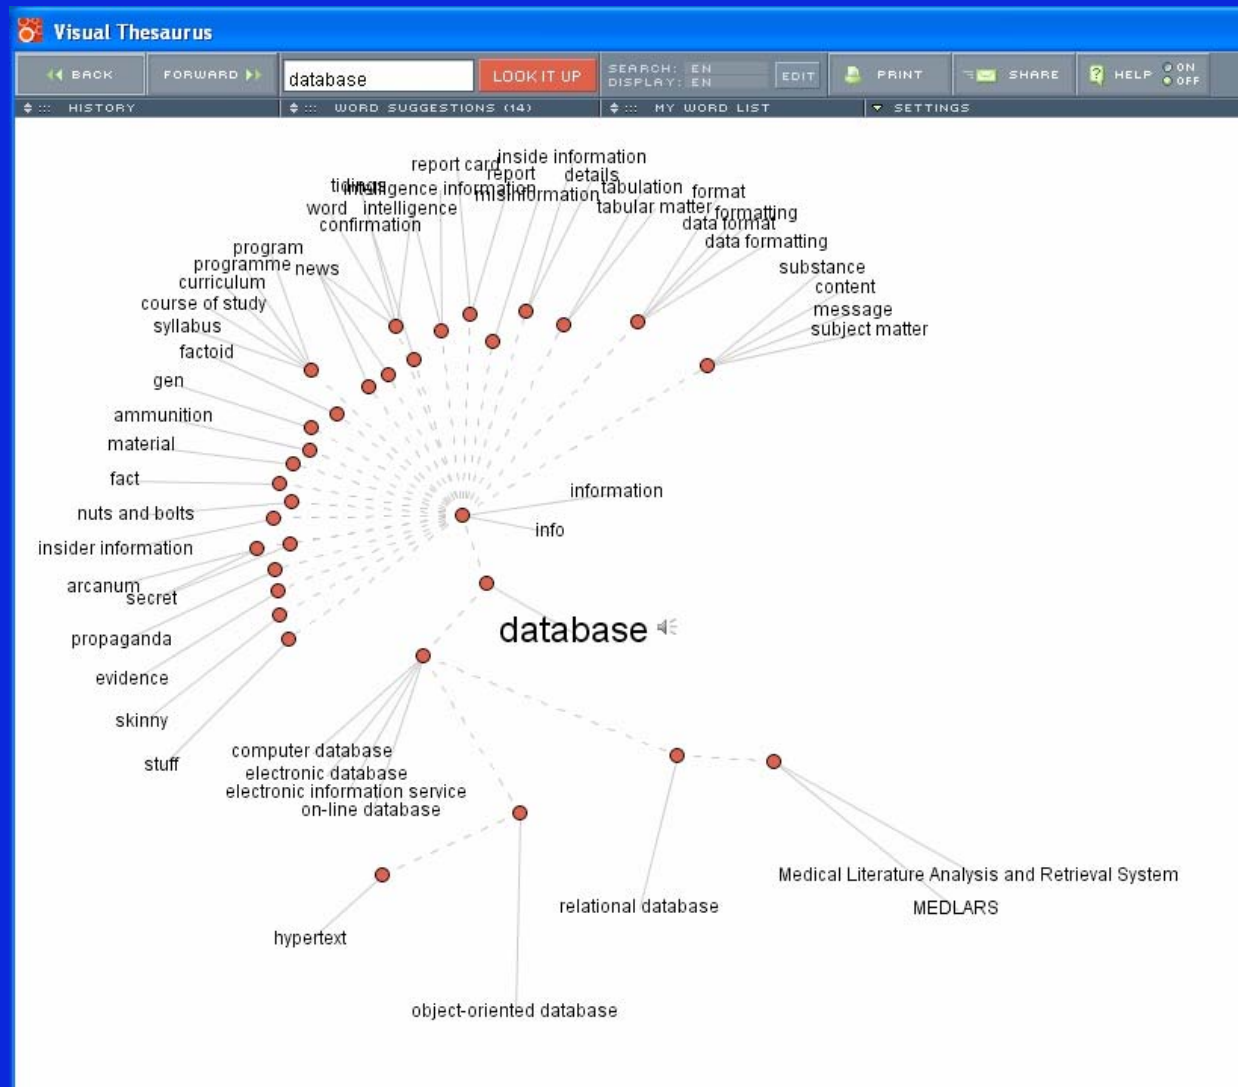 Visual Thesaurus
BACK
FORWARD
database
LOOK IT UP
SEARCH: EN
DISPLAY: EN
EDIT
PRINT
SHARE
HELP
ON
OFF
HISTORY
WORD SUGGESTIONS (14)
MY WORD LIST
SETTINGS
inside information
report card
report
details
tidings
intelligence information
misinformation
tabulation
format
word
intelligence
tabular matter
formatting
confirmation
data format
data formatting
program
programme
news
substance
curriculum
content
course of study
message
syllabus
subject matter
factoid
gen
ammunition
material
fact
information
nuts and bolts
info
insider information
arcanum
secret
database
propaganda
evidence
skinny
stuff
computer database
electronic database
electronic information service
on-line database
Medical Literature Analysis and Retrieval System
relational database
MEDLARS
hypertext
object-oriented database